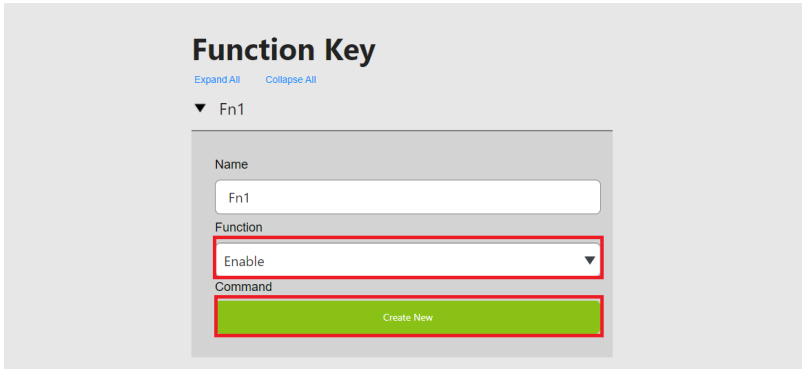 Function Key
Expand All Collapse All
Fn1
Name
Fn1
Function
Enable
Command
Create New